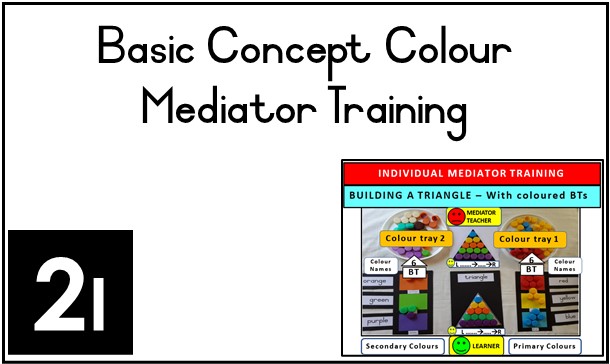 Basic Concept Colour
Mediator Training
2I
INDIVIDUAL MEDIATOR TRAINING
BUILDING A TRIANGLE – With coloured BTs
MEDIATOR
TEACHER
Colour tray 2
Colour tray 1
L ......→......→R
Colour
Names
6
BT
6
BT
Colour
Names
orange
triangle
red
green
yellow
purple
blue
L ......→......→R
Secondary Colours
LEARNER
Primary Colours